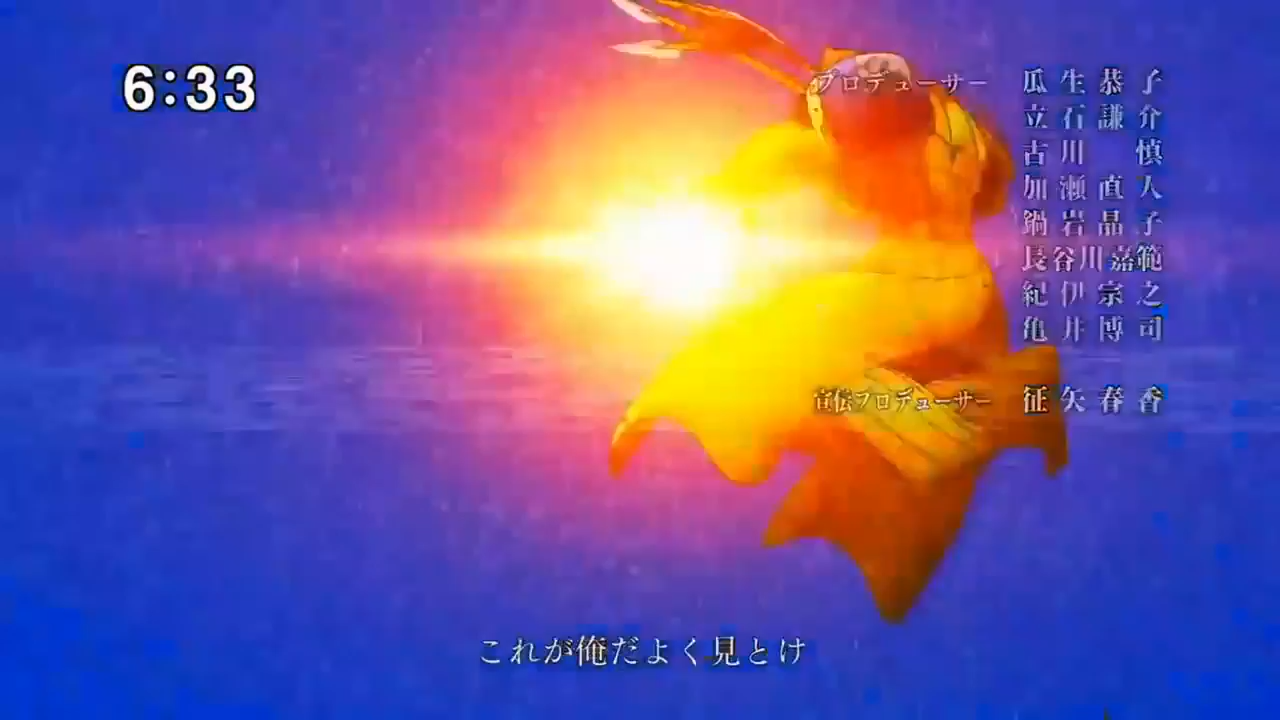 6:33
プロデューサー 瓜生恭子
立石謙介
古川 慎
加瀬直人
鍋岩晶子
長谷川嘉範
紀伊宗之
亀井博司
宣伝プロデューサー 征矢春香
これが俺だよく見とけ